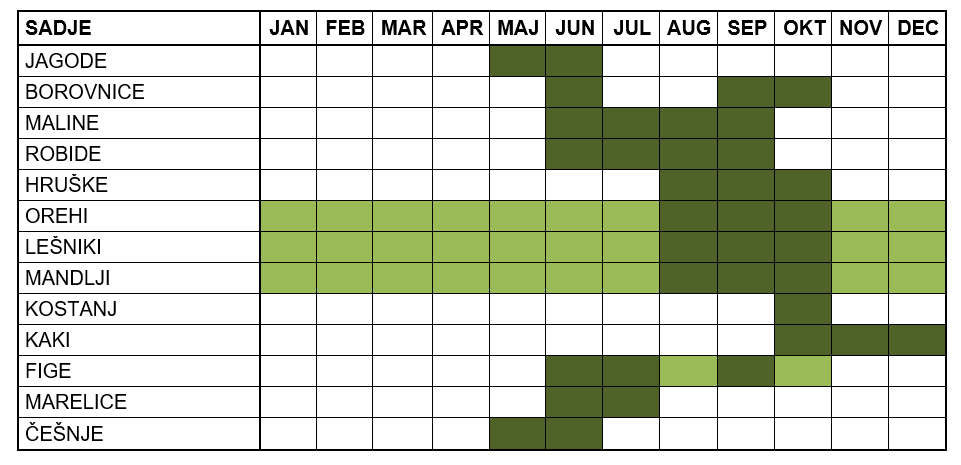 SADJE JAN FEB MAR APR MAJ JUN JUL AUG SEP OKT NOV DEC
JAGODE
BOROVNICE
MALINE
ROBIDE
HRUŠKE
OREHI
LEŠNIKI
MANDLJI
KOSTANJ
KAKI
FIGE
MARELICE
ČEŠNJE